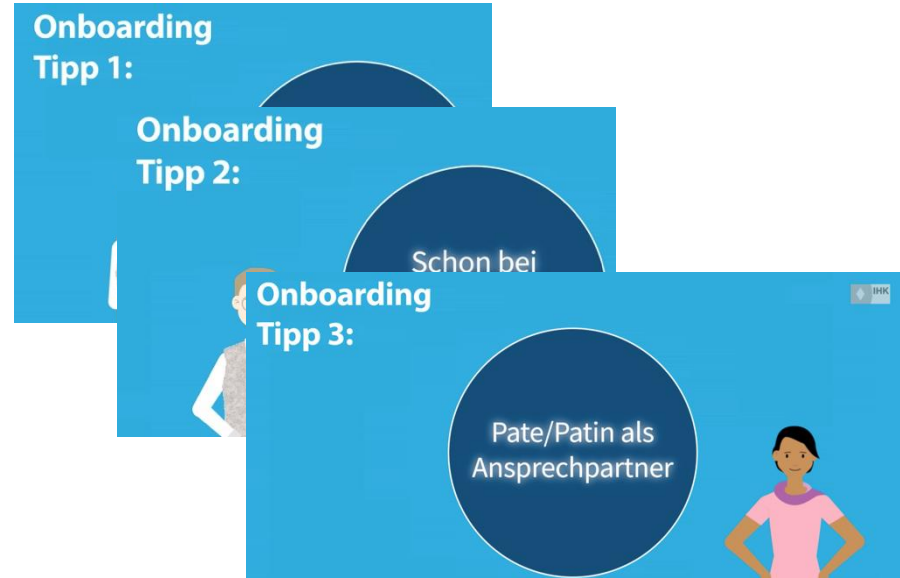 Onboarding
Tipp 1:
Onboarding
Tipp 2:
Schon bei
Onboarding
Tipp 3:
IHK
Pate/Patin als
Ansprechpartner